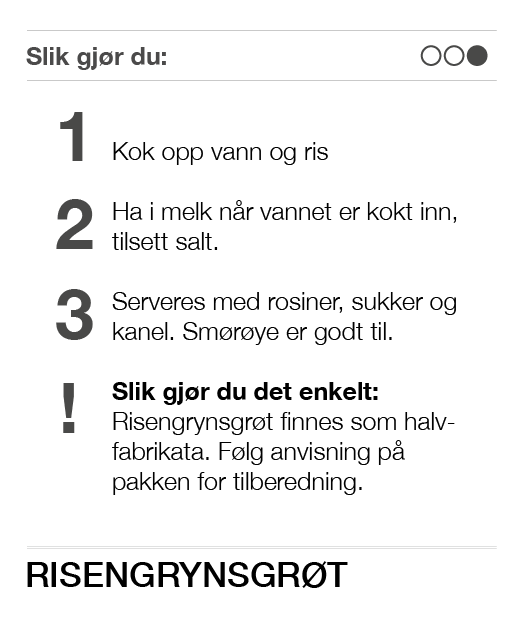 Slik gjør du:
1
Kok opp vann og ris
2
Ha i melk når vannet er kokt inn,
tilsett salt.
3
Serveres med rosiner, sukker og
kanel. Smørøye er godt til.
!
Slik gjør du det enkelt:
Risengrynsgrøt finnes som halv-
fabrikata. Følg anvisning på
pakken for tilberedning.
RISENGRYNSGRØT